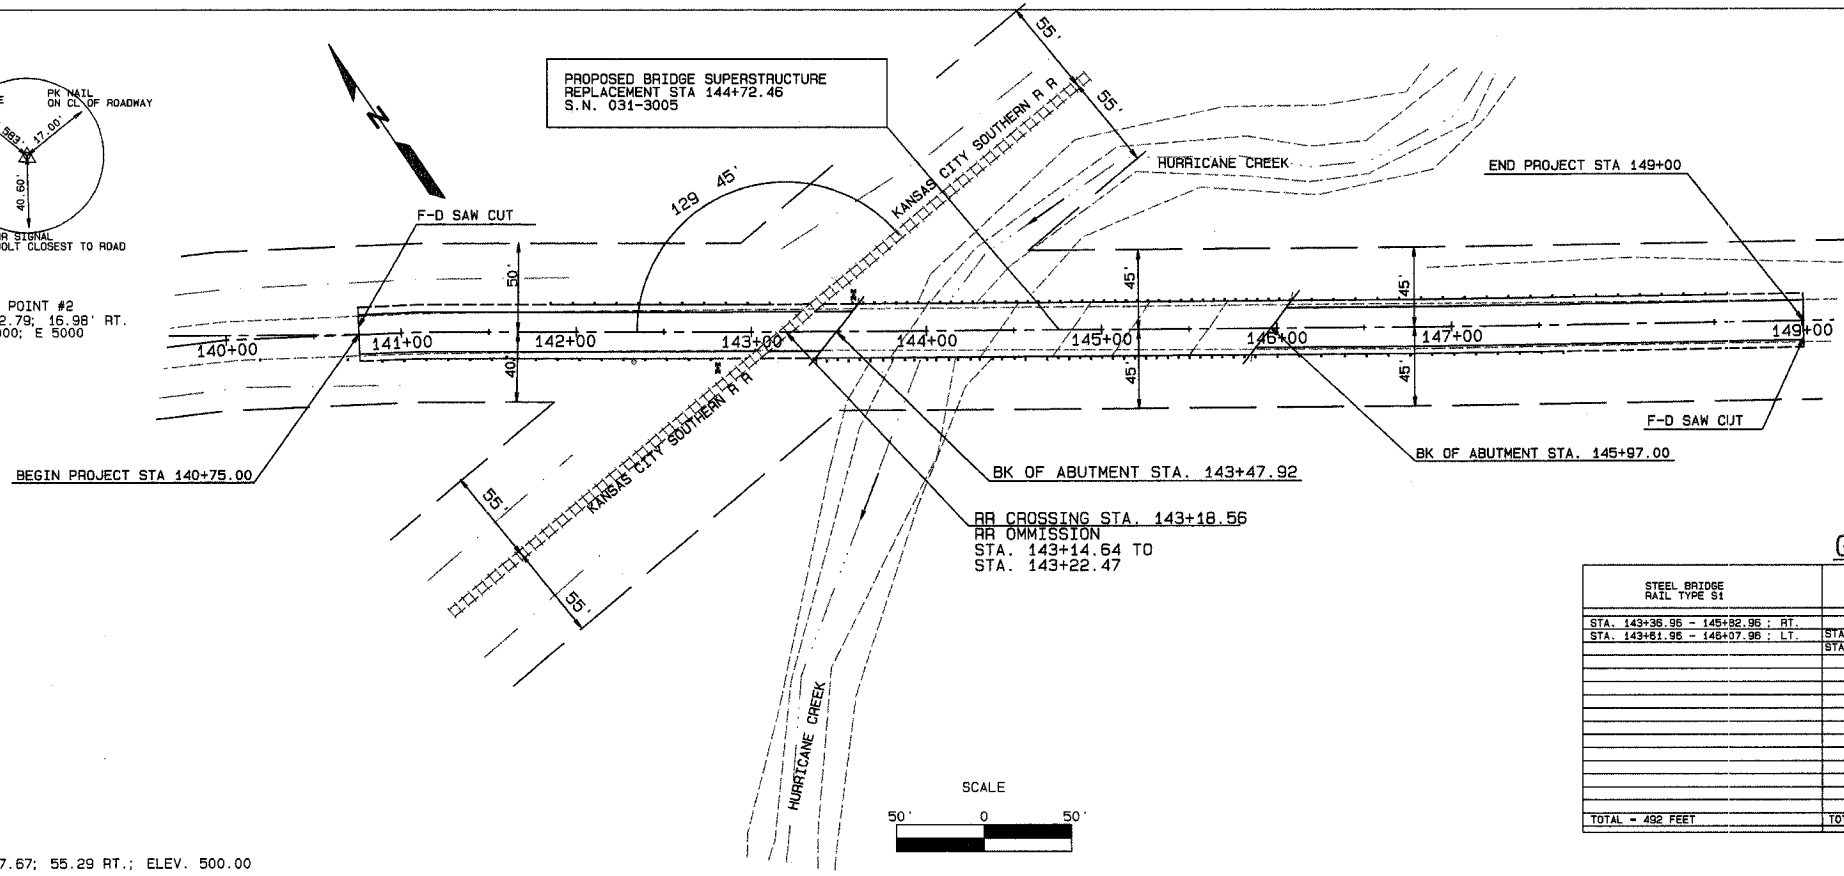 PK NAIL
ON CL OF ROADWAY
583'
17.00'
40.60'
R SIGNAL
BOLT CLOSEST TO ROAD
POINT #2
2.79; 16.98' RT.
000; E 5000
N
PROPOSED BRIDGE SUPERSTRUCTURE
REPLACEMENT STA 144+72.46
S.N. 031-3005
55'
55'
KANSAS CITY SOUTHERN R R
HURRICANE CREEK
END PROJECT STA 149+00
129 45'
F-D SAW CUT
50'
40'
45'
45'
45'
45'
140+00
141+00
142+00
143+00
144+00
145+00
146+00
147+00
149+00
KANSAS CITY SOUTHERN R R
F-D SAW CUT
BEGIN PROJECT STA 140+75.00
BK OF ABUTMENT STA. 143+47.92
BK OF ABUTMENT STA. 145+97.00
RR CROSSING STA. 143+18.56
RR OMMISSION
STA. 143+14.64 TO
STA. 143+22.47
55'
55'
HURRICANE CREEK
SCALE
50' 0 50'
STEEL BRIDGE
RAIL TYPE S1
STA. 143+36.96 - 145+82.96 ; RT.
STA. 143+61.96 - 146+07.96 ; LT.
STA
STA
TOTAL = 492 FEET
TOT
7.67; 55.29 RT.; ELEV. 500.00